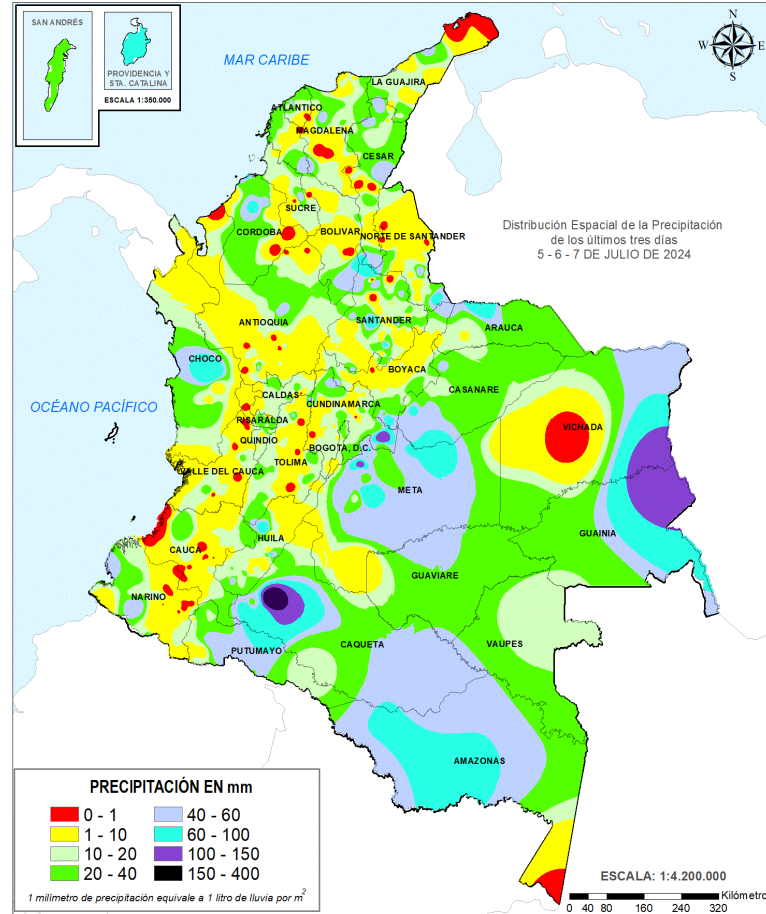 SAN ANDRÉS
PROVIDENCIA Y
STA. CATALINA
ESCALA 1:350.000
MAR CARIBE
N
W
E
S
LA GUAJIRA
ATLANTICO
MAGDALENA
CESAR
SUCRE
CORDOBA
BOLIVAR
NORTE DE SANTANDER
Distribución Espacial de la Precipitación
de los últimos tres días
5 - 6 - 7 DE JULIO DE 2024
ANTIOQUIA
SANTANDER
ARAUCA
CHOCO
BOYACA
CASANARE
CALDAS
CUNDINAMARCA
OCÉANO PACÍFICO
RISARALDA
VICHADA
QUINDIO
BOGOTA, D.C.
TOLIMA
VALLE DEL CAUCA
META
GUAINIA
HUILA
CAUCA
GUAVIARE
NARINO
CAQUETA
VAUPES
PUTUMAYO
AMAZONAS
PRECIPITACIÓN EN mm
0 - 1
40 - 60
1 - 10
60 - 100
10 - 20
100 - 150
20 - 40
150 - 400
1 milímetro de precipitación equivale a 1 litro de lluvia por m2
ESCALA: 1:4.200.000
Kilómetro
0 40 80 160 240 320